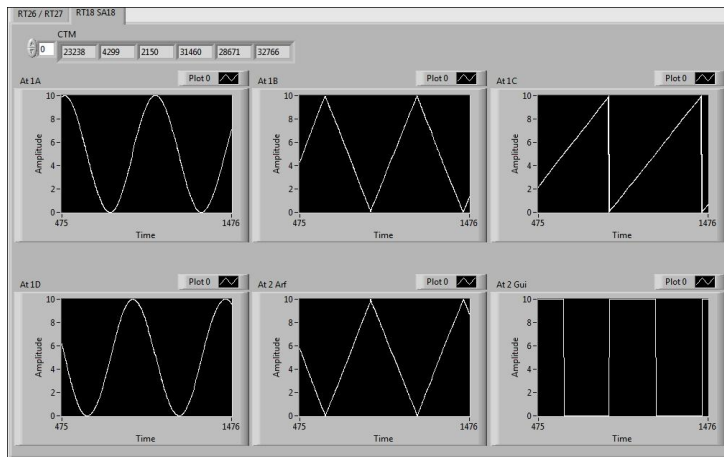 RT26 / RT27 RT18 SA18
CTM
0 23238 4299 2150 31460 28671 32766
At 1A Plot 0 At 1B Plot 0 At 1C Plot 0
10 10 10
8 8 8
6 6 6
4 4 4
2 2 2
0 0 0
Amplitude Amplitude Amplitude
475 1476 475 1476 475 1476
Time Time Time
At 1D Plot 0 At 2 Arf Plot 0 At 2 Gui Plot 0
10 10 10
8 8 8
6 6 6
4 4 4
2 2 2
0 0 0
Amplitude Amplitude Amplitude
475 1476 475 1476 475 1476
Time Time Time